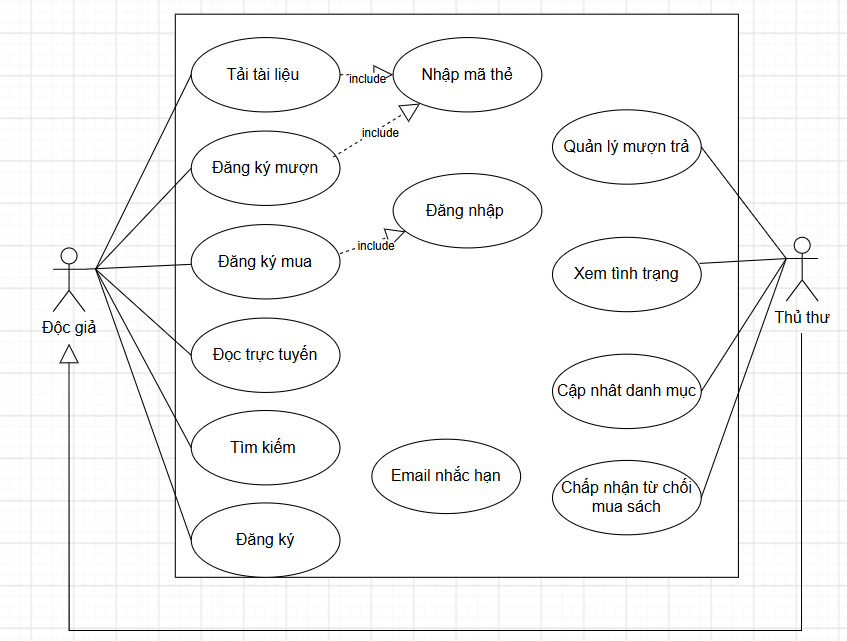 Tải tài liệu
include
Nhập mã thẻ
include
Đăng ký mượn
Quản lý mượn trả
Đăng nhập
include
Đăng ký mua
Xem tình trạng
Độc giả
Thủ thư
Đọc trực tuyến
Cập nhât danh mục
Tìm kiếm
Email nhắc hạn
Chấp nhận từ chối
mua sách
Đăng ký